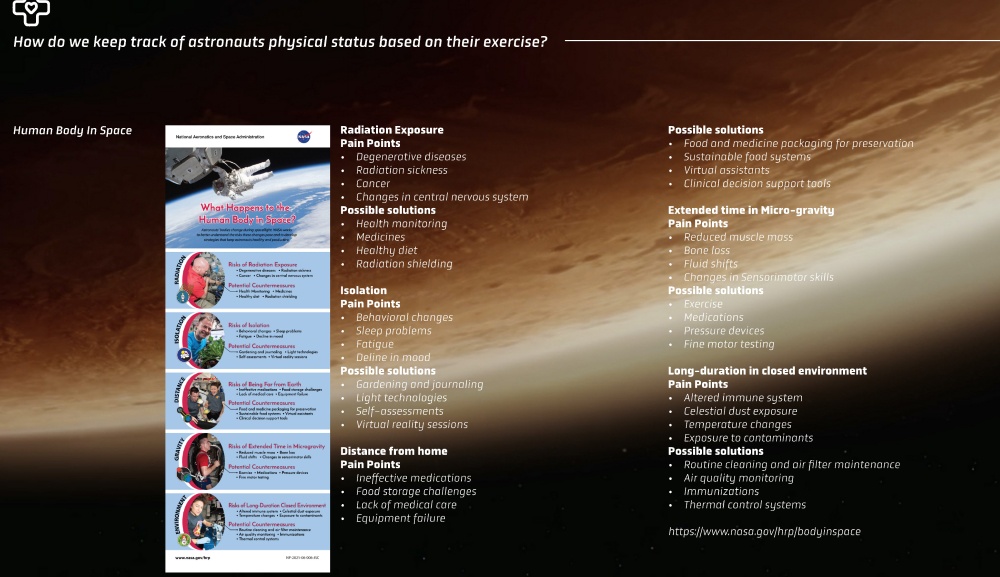 How do we keep track of astronauts physical status based on their exercise?
Human Body In Space
National Aeronautics and Space Administration
NASA
What Happens to the
Human Body in Space?
RADIATION
Risks of Radiation Exposure
• Degenerative diseases • Radiation sickness
• Cancer • Changes in central nervous system
Potential Countermeasures
• Health Monitoring • Medicines
• Healthy diet • Radiation shielding
ISOLATION
Risks of Isolation
• Behavioral changes • Sleep problems
• Fatigue • Decline in mood
Potential Countermeasures
• Gardening and journaling • Light technologies
• Self-assessments • Virtual reality sessions
DISTANCE
Risks of Being Far from Earth
• Ineffective medications • Food storage challenges
• Lack of medical care • Equipment failure
Potential Countermeasures
• Food and medicine packaging for preservation
• Sustainable food systems • Virtual assistants
• Clinical decision support tools
GRAVITY
Risks of Extended Time in Microgravity
• Reduced muscle mass • Bone loss
• Fluid shifts • Changes in sensorimotor skills
Potential Countermeasures
• Exercise • Medications • Pressure devices
• Fine motor testing
ENVIRONMENT
Risks of Long-Duration Closed Environment
• Altered immune system • Celestial dust exposure
• Temperature changes • Exposure to contaminants
Potential Countermeasures
• Routine cleaning and air filter maintenance
• Air quality monitoring • Immunizations
• Thermal control systems
www.nasa.gov/hrp
Radiation Exposure
Pain Points
• Degenerative diseases
• Radiation sickness
• Cancer
• Changes in central nervous system
Possible solutions
• Health monitoring
• Medicines
• Healthy diet
• Radiation shielding
Isolation
Pain Points
• Behavioral changes
• Sleep problems
• Fatigue
• Deline in mood
Possible solutions
• Gardening and journaling
• Light technologies
• Self-assessments
• Virtual reality sessions
Distance from home
Pain Points
• Ineffective medications
• Food storage challenges
• Lack of medical care
• Equipment failure
Possible solutions
• Food and medicine packaging for preservation
• Sustainable food systems
• Virtual assistants
• Clinical decision support tools
Extended time in Micro-gravity
Pain Points
• Reduced muscle mass
• Bone loss
• Fluid shifts
• Changes in Sensorimotor skills
Possible solutions
• Exercise
• Medications
• Pressure devices
• Fine motor testing
Long-duration in closed environment
Pain Points
• Altered immune system
• Celestial dust exposure
• Temperature changes
• Exposure to contaminants
Possible solutions
• Routine cleaning and air filter maintenance
• Air quality monitoring
• Immunizations
• Thermal control systems
https://www.nasa.gov/hrp/bodyinspace